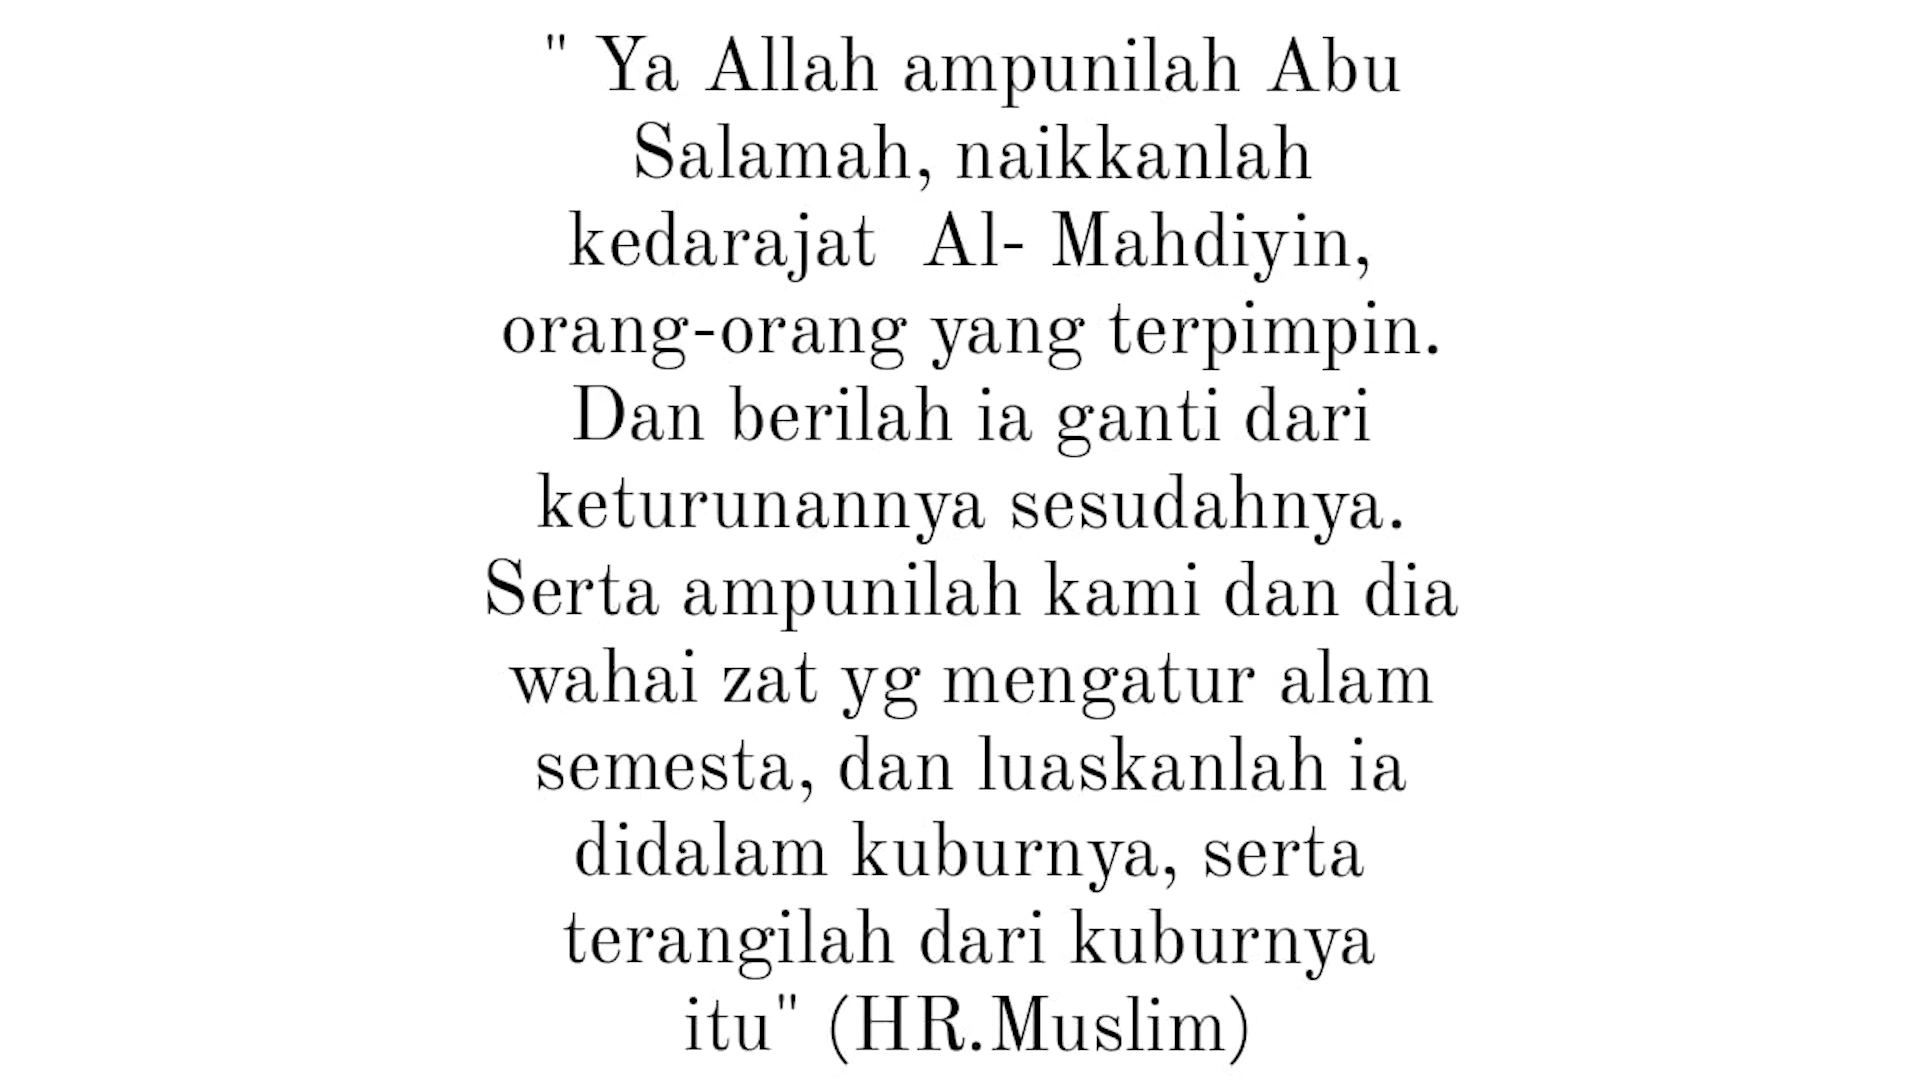 " Ya Allah ampunilah Abu
Salamah, naikkanlah
kedarajat  Al- Mahdiyin,
orang-orang yang terpimpin.
Dan berilah ia ganti dari
keturunannya sesudahnya.
Serta ampunilah kami dan dia
wahai zat yg mengatur alam
semesta, dan luaskanlah ia
didalam kuburnya, serta
terangilah dari kuburnya
itu" (HR.Muslim)